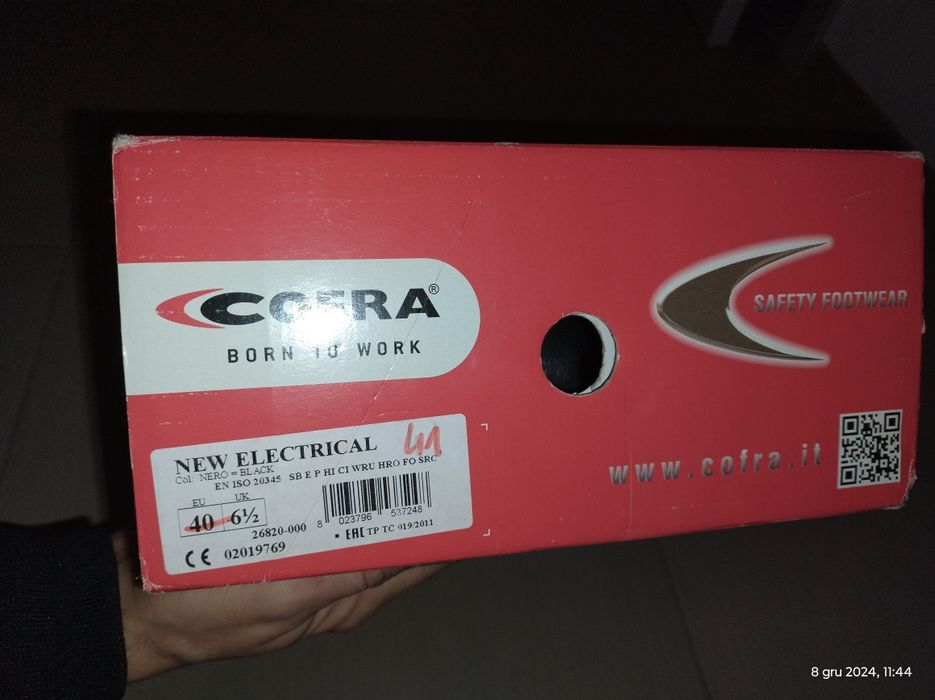 COFRA®
BORN TO WORK
SAFETY FOOTWEAR
www.cofra.it
NEW ELECTRICAL 41
Col: NERO = BLACK
EN ISO 20345 SB E P HI CI WRU HRO FO SRC
EU UK
40 6½
26820-000
8 023796 537248
EAC TP TC 019/2011
CE 02019769
8 gru 2024, 11:44